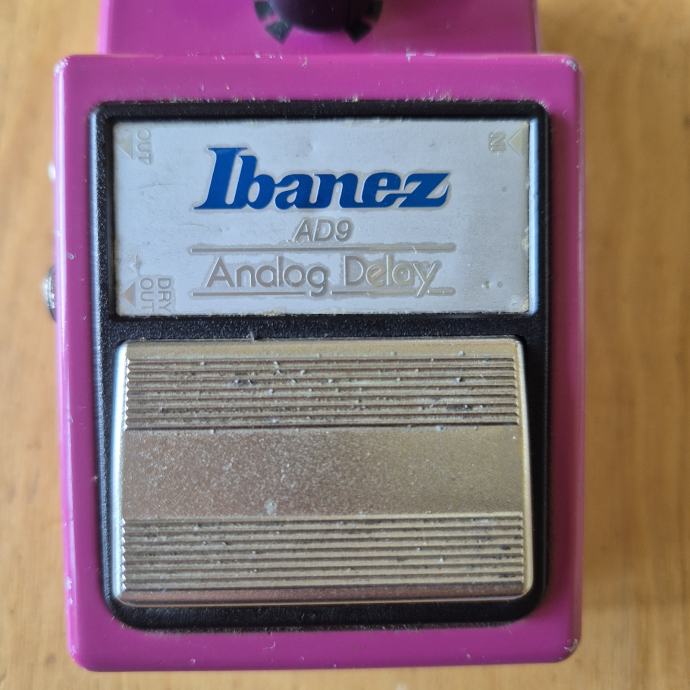 OUT
IN
Ibanez
AD9
Analog Delay
DRY
OUT